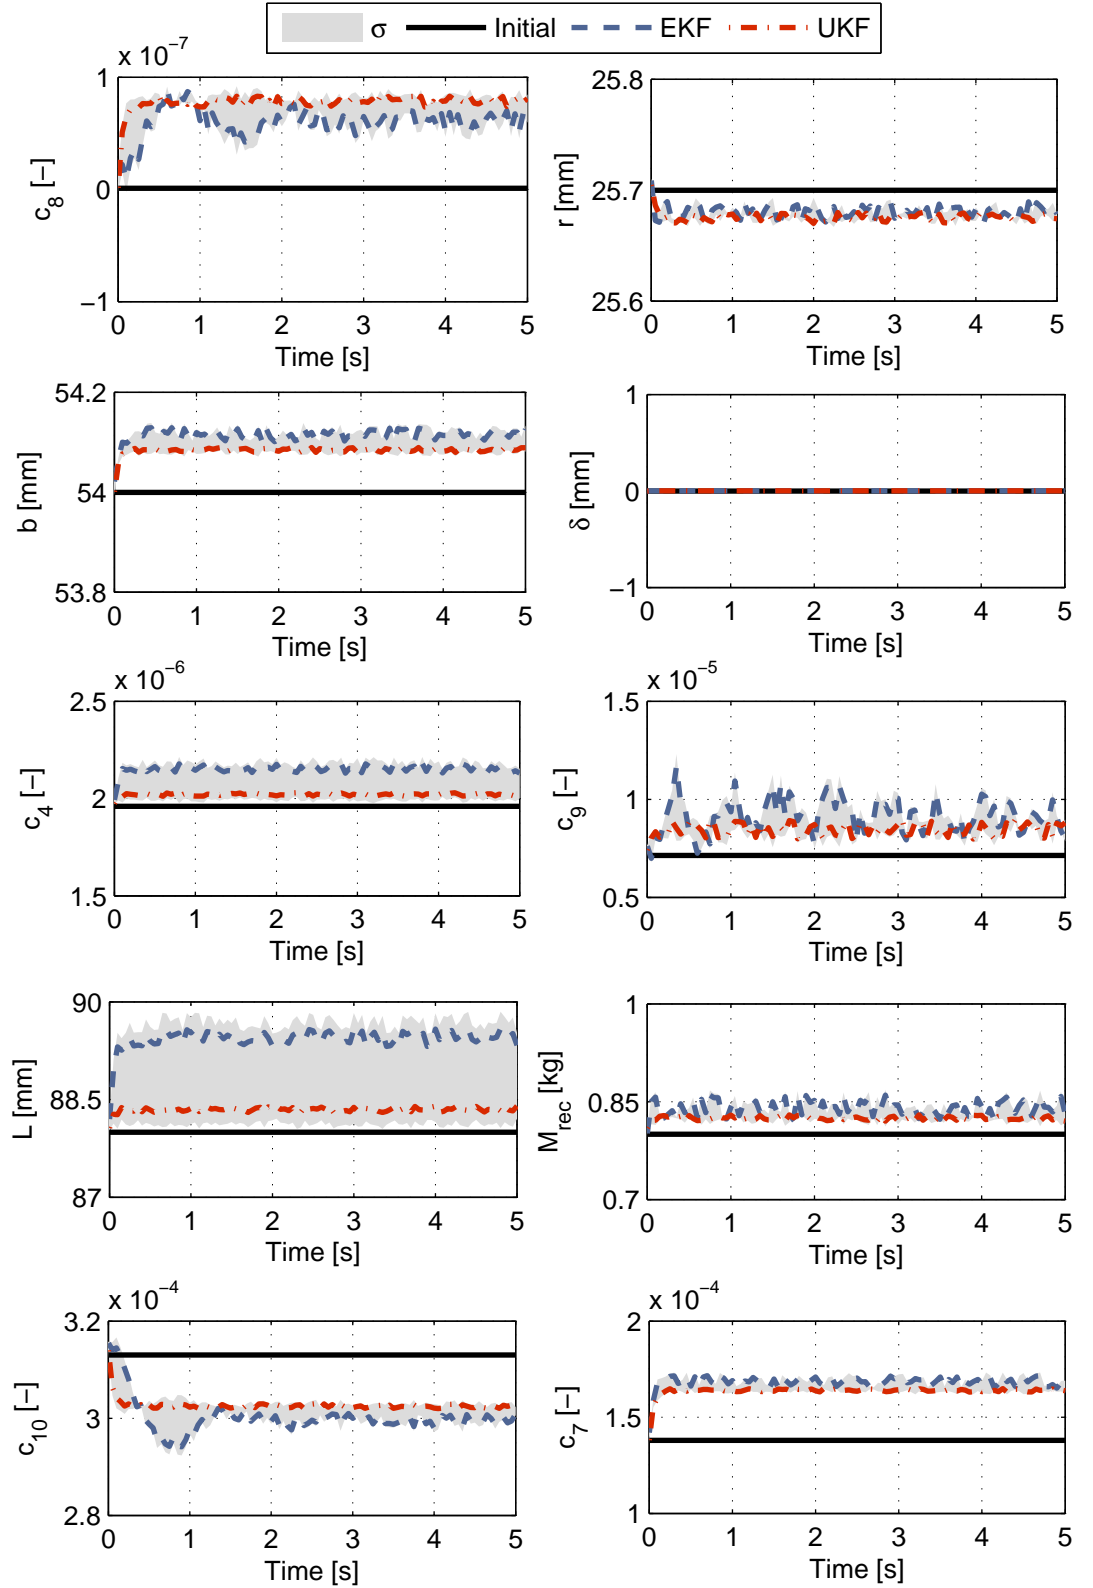 σ Initial EKF UKF
x 10⁻⁷
1
0
−1
c₈ [−]
0 1 2 3 4 5
Time [s]
25.8
25.7
25.6
r [mm]
0 1 2 3 4 5
Time [s]
54.2
54
53.8
b [mm]
0 1 2 3 4 5
Time [s]
1
0
−1
δ [mm]
0 1 2 3 4 5
Time [s]
x 10⁻⁶
2.5
2
1.5
c₄ [−]
0 1 2 3 4 5
Time [s]
x 10⁻⁵
1.5
1
0.5
c₉ [−]
0 1 2 3 4 5
Time [s]
90
88.5
87
L [mm]
0 1 2 3 4 5
Time [s]
1
0.85
0.7
M_rec [kg]
0 1 2 3 4 5
Time [s]
x 10⁻⁴
3.2
3
2.8
c₁₀ [−]
0 1 2 3 4 5
Time [s]
x 10⁻⁴
2
1.5
1
c₇ [−]
0 1 2 3 4 5
Time [s]